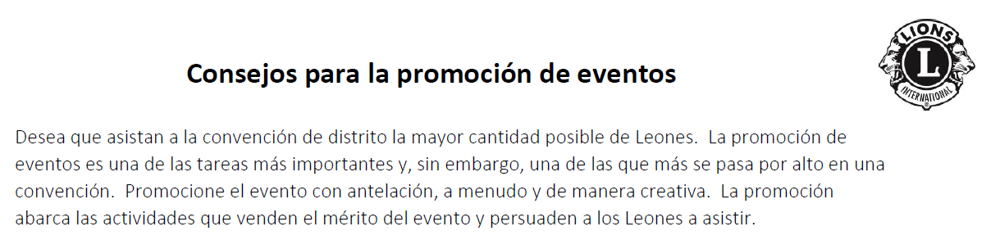 LIONS
L
INTERNATIONAL
®
Consejos para la promoción de eventos
Desea que asistan a la convención de distrito la mayor cantidad posible de Leones.  La promoción de
eventos es una de las tareas más importantes y, sin embargo, una de las que más se pasa por alto en una
convención.  Promocione el evento con antelación, a menudo y de manera creativa.  La promoción
abarca las actividades que venden el mérito del evento y persuaden a los Leones a asistir.